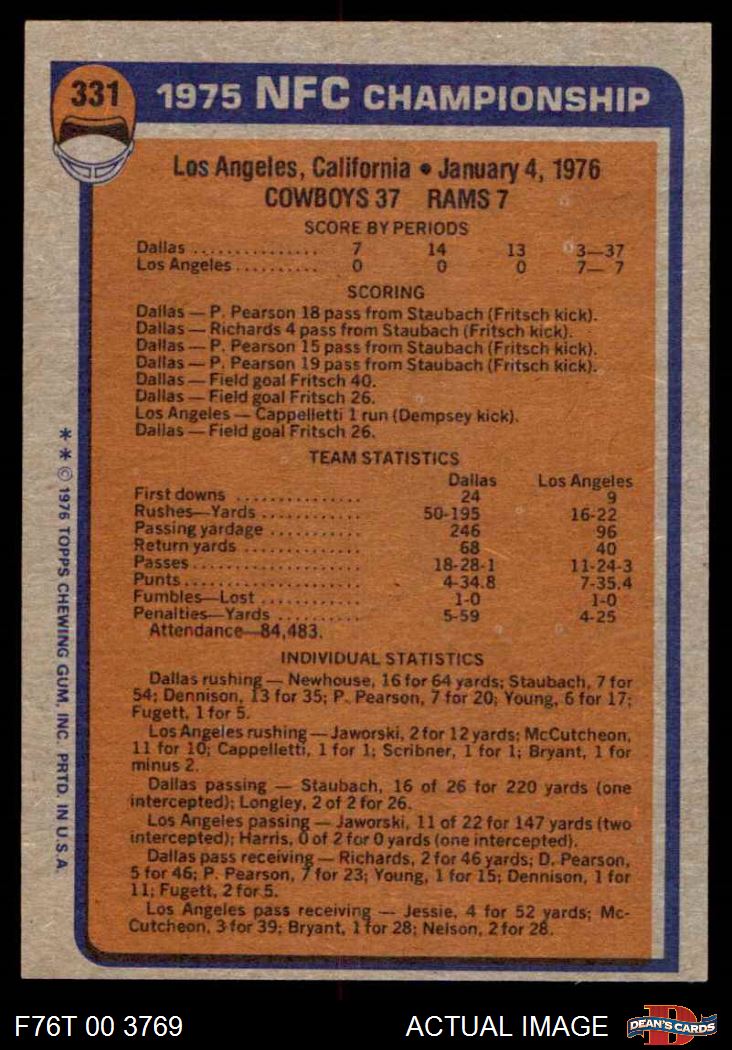 331
1975 NFC CHAMPIONSHIP
Los Angeles, California • January 4, 1976
COWBOYS 37 RAMS 7
SCORE BY PERIODS
Dallas ................ 7 14 13 3—37
Los Angeles .......... 0 0 0 7— 7
SCORING
Dallas — P. Pearson 18 pass from Staubach (Fritsch kick).
Dallas — Richards 4 pass from Staubach (Fritsch kick).
Dallas — P. Pearson 15 pass from Staubach (Fritsch kick).
Dallas — P. Pearson 19 pass from Staubach (Fritsch kick).
Dallas — Field goal Fritsch 40.
Dallas — Field goal Fritsch 26.
Los Angeles — Cappelletti 1 run (Dempsey kick).
Dallas — Field goal Fritsch 26.
TEAM STATISTICS
Dallas Los Angeles
First downs ............... 24 9
Rushes—Yards ............ 50-195 16-22
Passing yardage ........... 246 96
Return yards .............. 68 40
Passes .................... 18-28-1 11-24-3
Punts ..................... 4-34.8 7-35.4
Fumbles—Lost ............ 1-0 1-0
Penalties—Yards .......... 5-59 4-25
Attendance—84,483.
INDIVIDUAL STATISTICS
Dallas rushing — Newhouse, 16 for 64 yards; Staubach, 7 for
54; Dennison, 13 for 35; P. Pearson, 7 for 20; Young, 6 for 17;
Fugett, 1 for 5.
Los Angeles rushing — Jaworski, 2 for 12 yards; McCutcheon,
11 for 10; Cappelletti, 1 for 1; Scribner, 1 for 1; Bryant, 1 for
minus 2.
Dallas passing — Staubach, 16 of 26 for 220 yards (one
intercepted); Longley, 2 of 2 for 26.
Los Angeles passing — Jaworski, 11 of 22 for 147 yards (two
intercepted); Harris, 0 of 2 for 0 yards (one intercepted).
Dallas pass receiving — Richards, 2 for 46 yards; D. Pearson,
5 for 46; P. Pearson, 7 for 23; Young, 1 for 15; Dennison, 1 for
11; Fugett, 2 for 5.
Los Angeles pass receiving — Jessie, 4 for 52 yards; Mc-
Cutcheon, 3 for 39; Bryant, 1 for 28; Nelson, 2 for 28.
** © 1976 TOPPS CHEWING GUM, INC. PRTD. IN U.S.A.
F76T 00 3769
ACTUAL IMAGE
D
DEAN'S CARDS